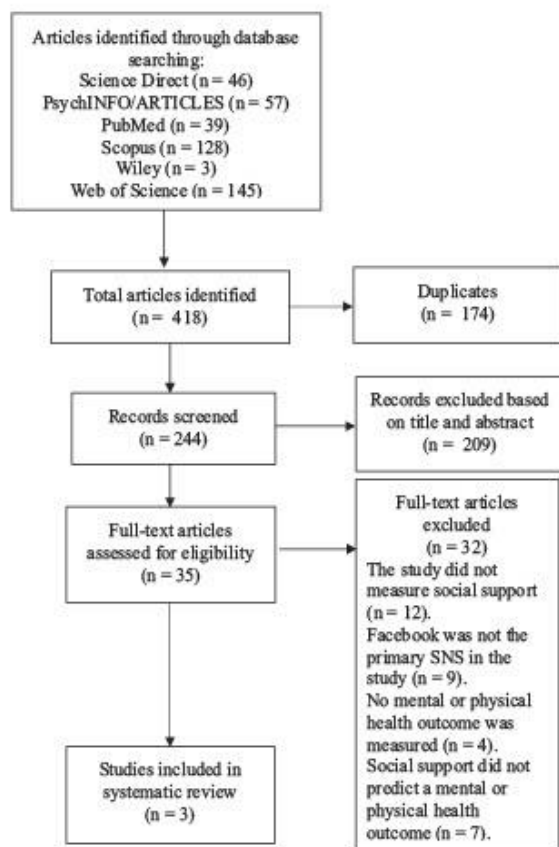 Articles identified through database
searching:
Science Direct (n = 46)
PsychINFO/ARTICLES (n = 57)
PubMed (n = 39)
Scopus (n = 128)
Wiley (n = 3)
Web of Science (n = 145)
Total articles identified
(n = 418)
Duplicates
(n = 174)
Records screened
(n = 244)
Records excluded based
on title and abstract
(n = 209)
Full-text articles
assessed for eligibility
(n = 35)
Full-text articles
excluded
(n = 32)
The study did not
measure social support
(n = 12).
Facebook was not the
primary SNS in the
study (n = 9).
No mental or physical
health outcome was
measured (n = 4).
Social support did not
predict a mental or
physical health
outcome (n = 7).
Studies included in
systematic review
(n = 3)